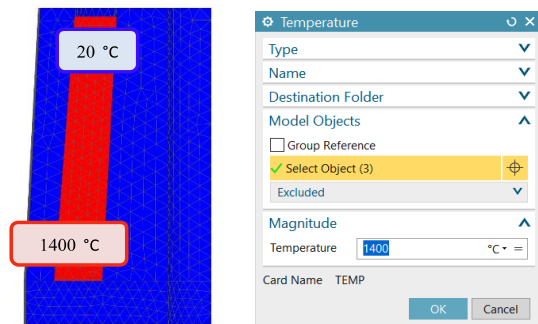 20 °C
1400 °C
Temperature
Type
Name
Destination Folder
Model Objects
Group Reference
Select Object (3)
Excluded
Magnitude
Temperature 1400 °C =
Card Name TEMP
OK Cancel